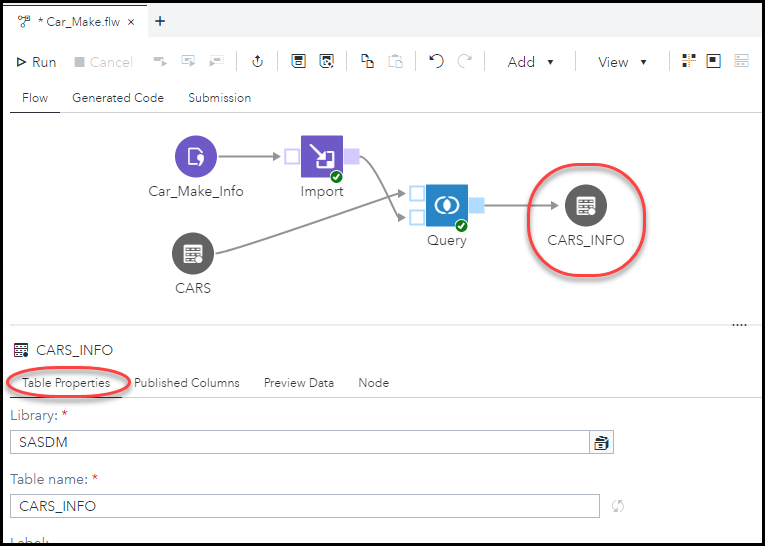 * Car_Make.flw × +
Run Cancel Add ▼ View ▼
Flow Generated Code Submission
Car_Make_Info Import
Query CARS_INFO
CARS
CARS_INFO
Table Properties Published Columns Preview Data Node
Library: *
SASDM
Table name: *
CARS_INFO
Label: